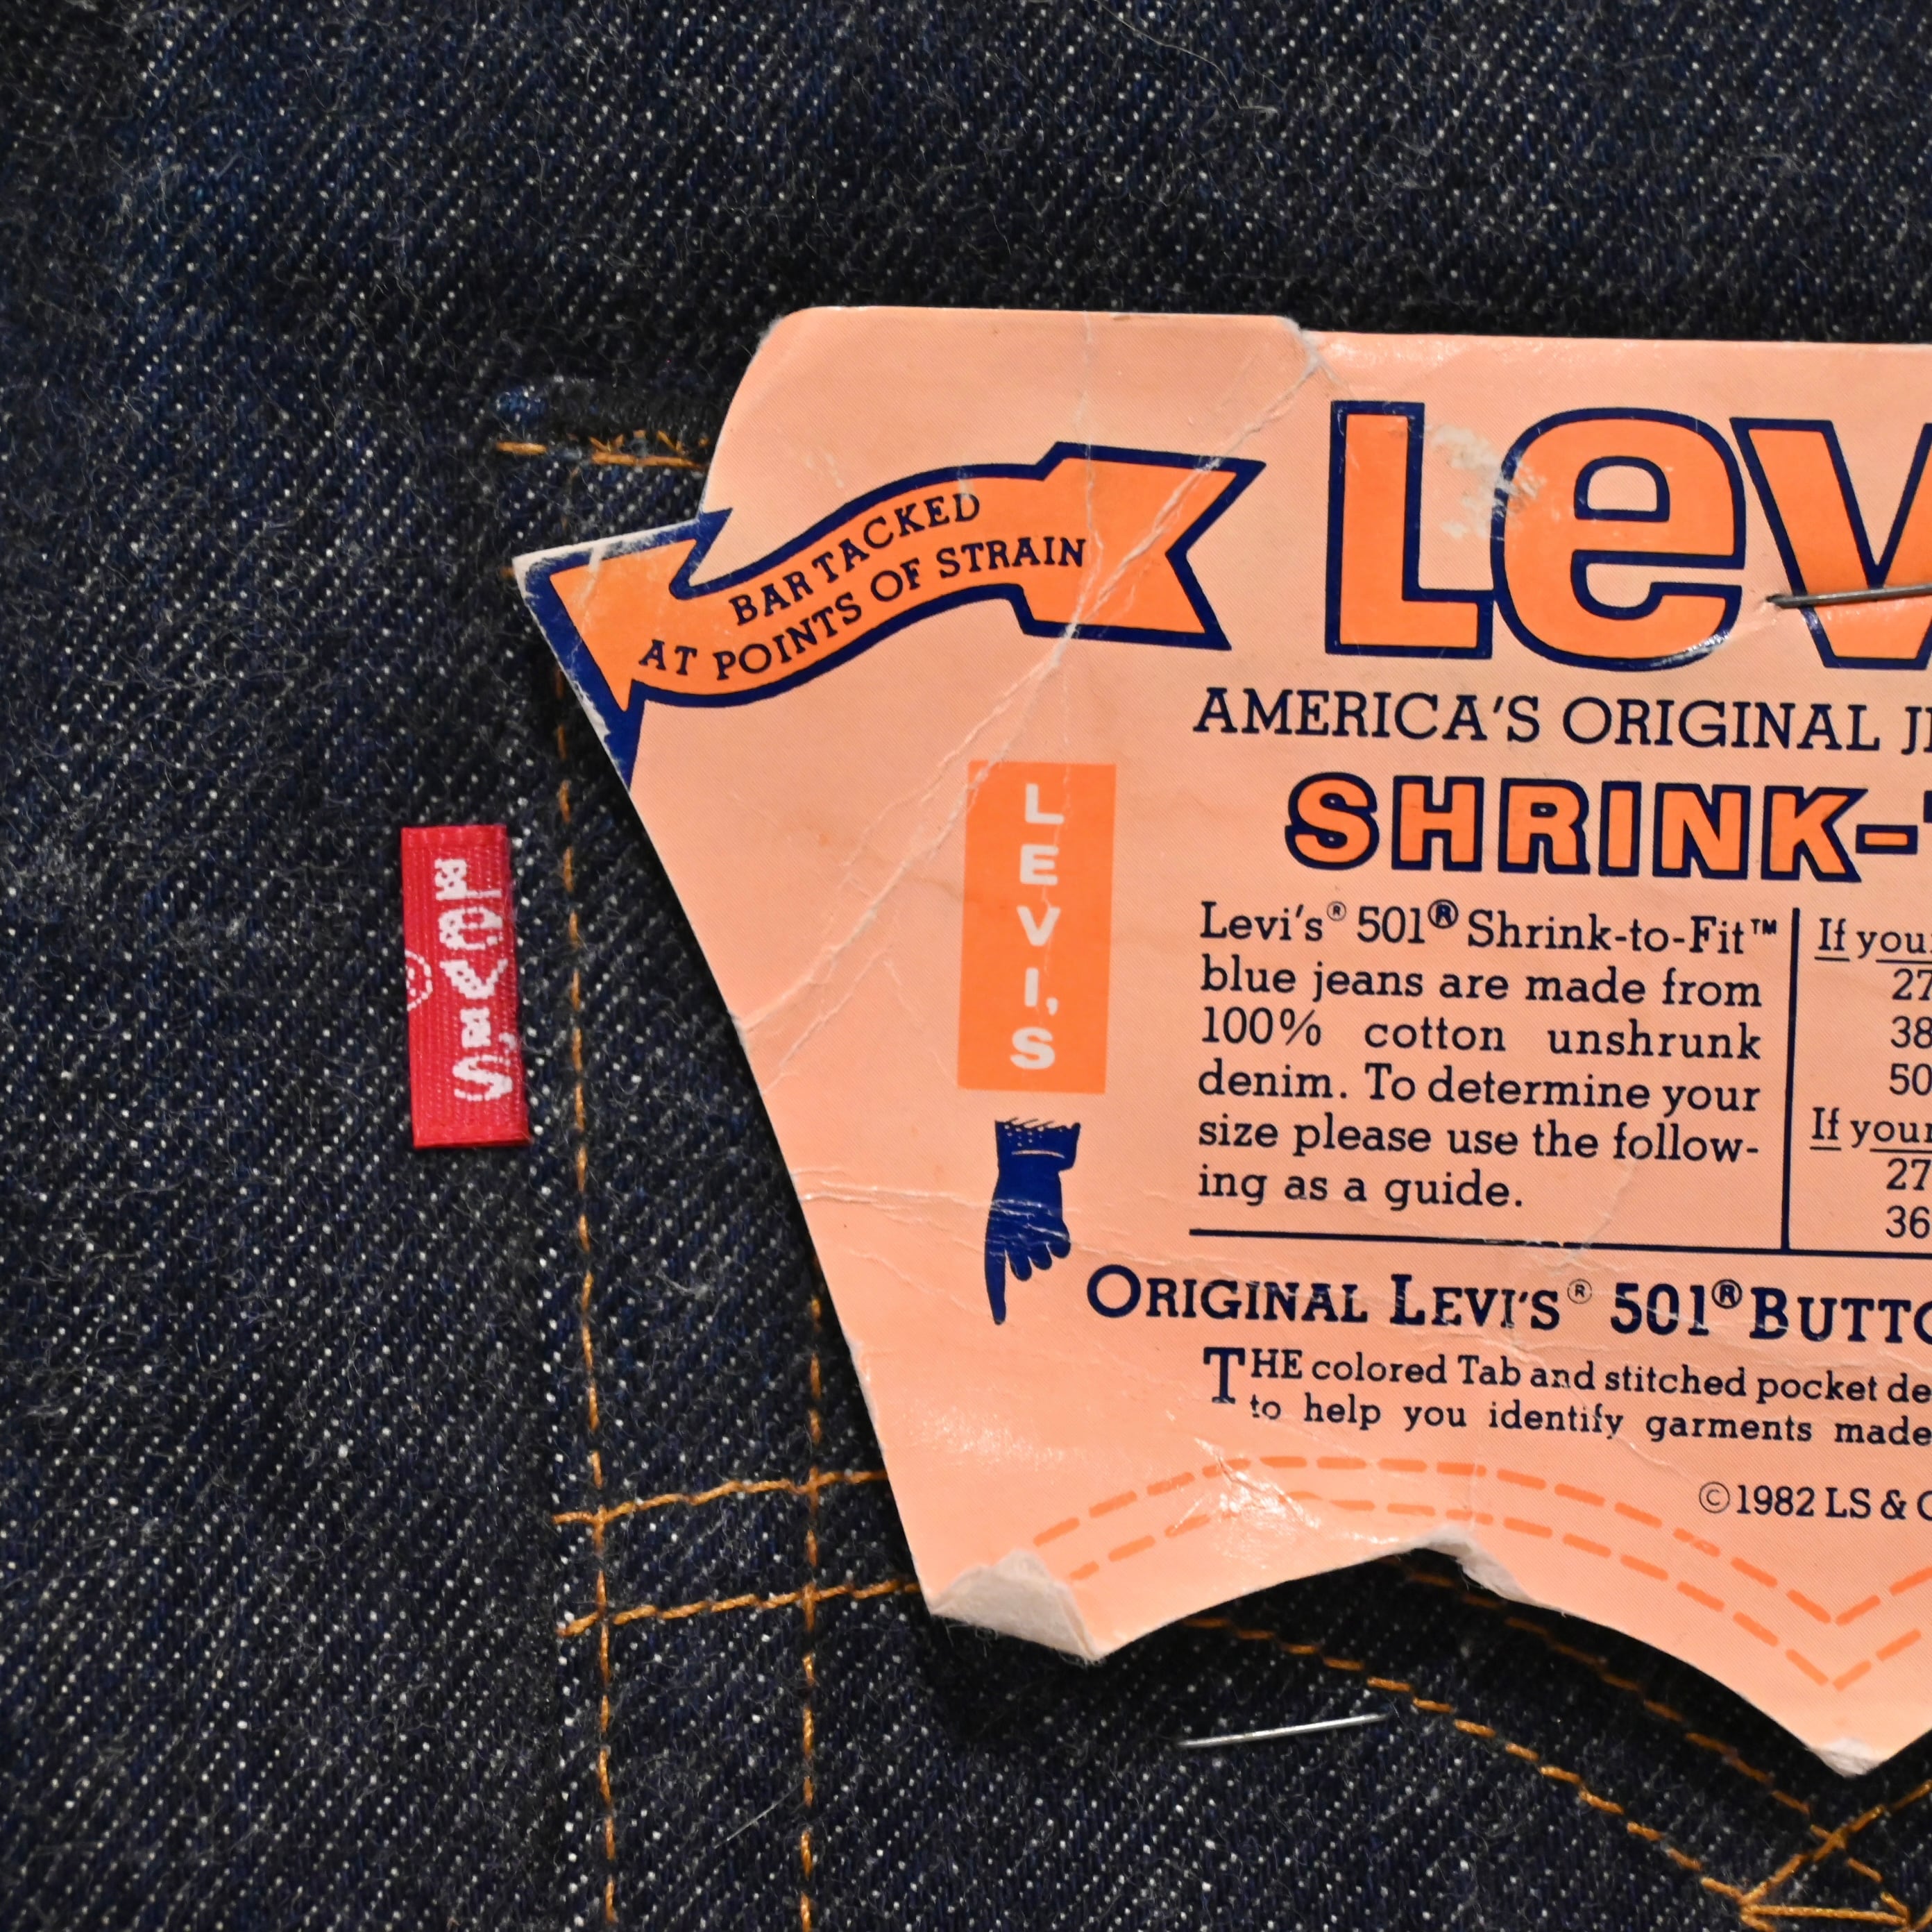 BAR TACKED
AT POINTS OF STRAIN
Lev
AMERICA'S ORIGINAL J
SHRINK-
LEVI'S
LEVI'S
®
Levi's® 501® Shrink-to-Fit™
blue jeans are made from
100% cotton unshrunk
denim. To determine your
size please use the follow-
ing as a guide.
If your
27
38
50
If your
27
36
ORIGINAL LEVI'S® 501® BUTTO
THE colored Tab and stitched pocket de
to help you identify garments made
©1982 LS & C